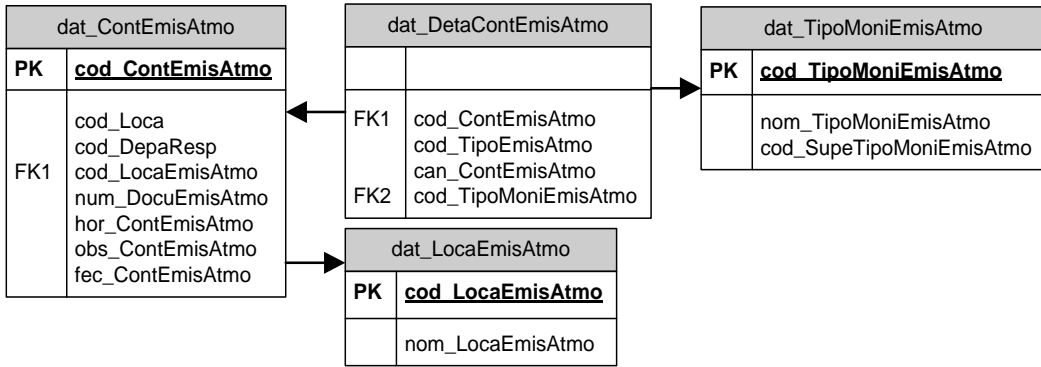 dat_ContEmisAtmo
PK cod_ContEmisAtmo
cod_Loca
cod_DepaResp
FK1 cod_LocaEmisAtmo
num_DocuEmisAtmo
hor_ContEmisAtmo
obs_ContEmisAtmo
fec_ContEmisAtmo
dat_DetaContEmisAtmo
FK1 cod_ContEmisAtmo
cod_TipoEmisAtmo
can_ContEmisAtmo
FK2 cod_TipoMoniEmisAtmo
dat_TipoMoniEmisAtmo
PK cod_TipoMoniEmisAtmo
nom_TipoMoniEmisAtmo
cod_SupeTipoMoniEmisAtmo
dat_LocaEmisAtmo
PK cod_LocaEmisAtmo
nom_LocaEmisAtmo